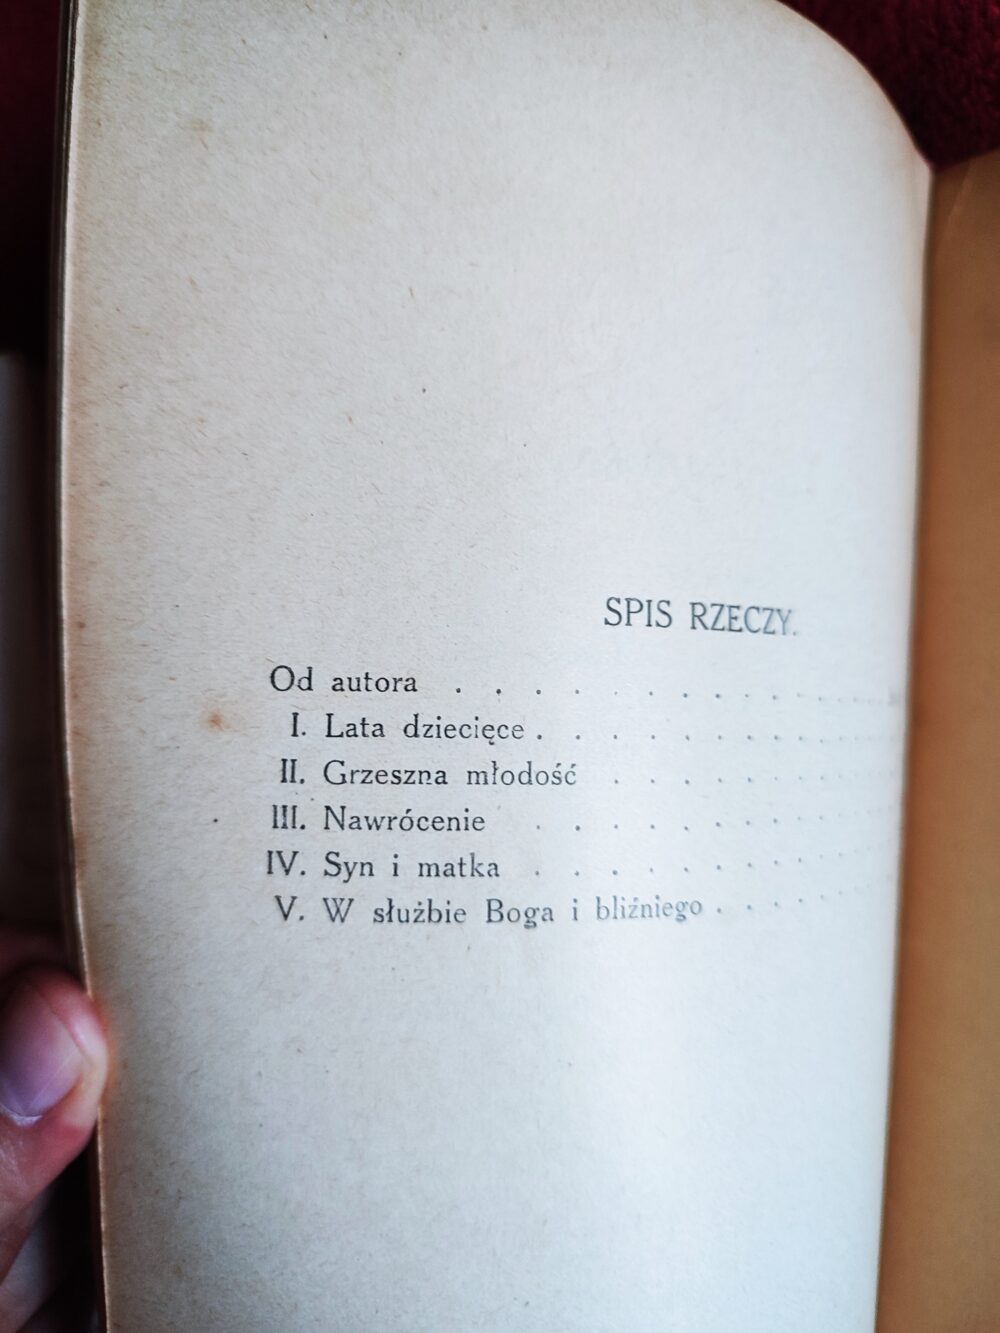 SPIS RZECZY.
Od autora . . . . . . . . . . . .
I. Lata dziecięce . . . . . . . . . . .
II. Grzeszna młodość . . . . . . . . .
III. Nawrócenie . . . . . . . . . . .
IV. Syn i matka . . . . . . . . . . .
V. W służbie Boga i bliźniego . . . . .